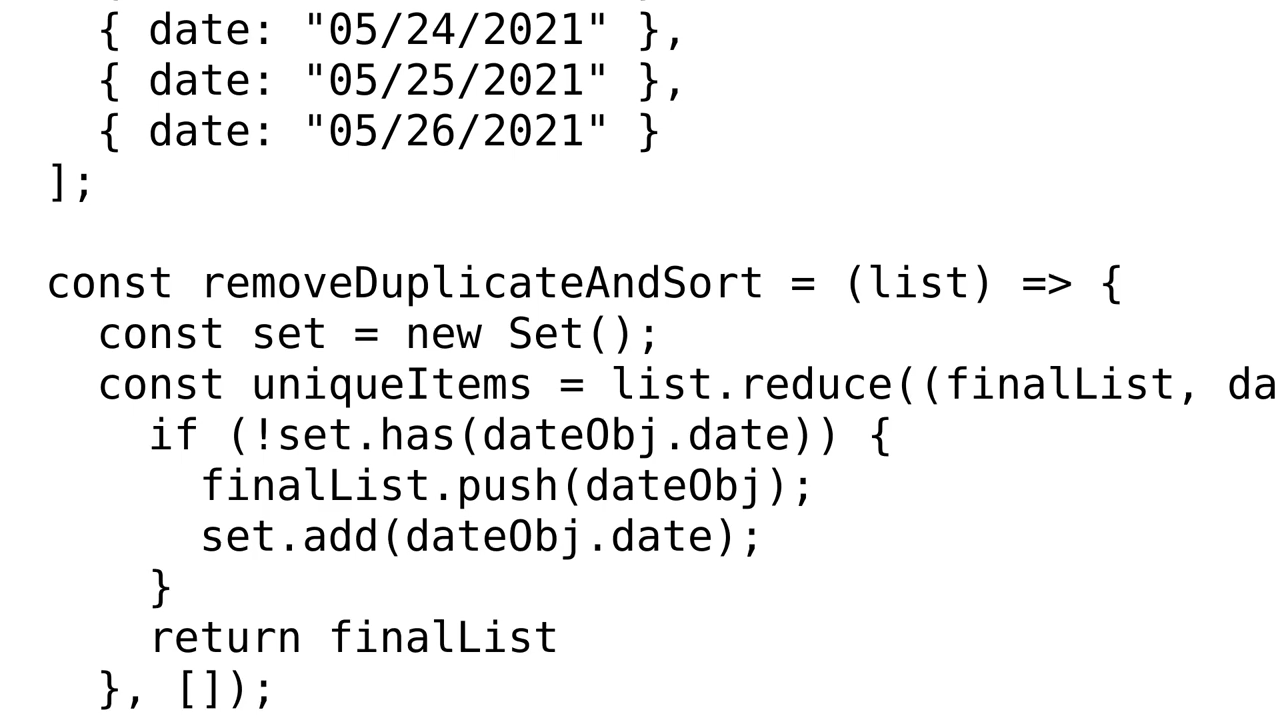 { date: "05/24/2021" },
{ date: "05/25/2021" },
{ date: "05/26/2021" }
];
const removeDuplicateAndSort = (list) => {
const set = new Set();
const uniqueItems = list.reduce((finalList, da
if (!set.has(dateObj.date)) {
finalList.push(dateObj);
set.add(dateObj.date);
}
return finalList
}, []);